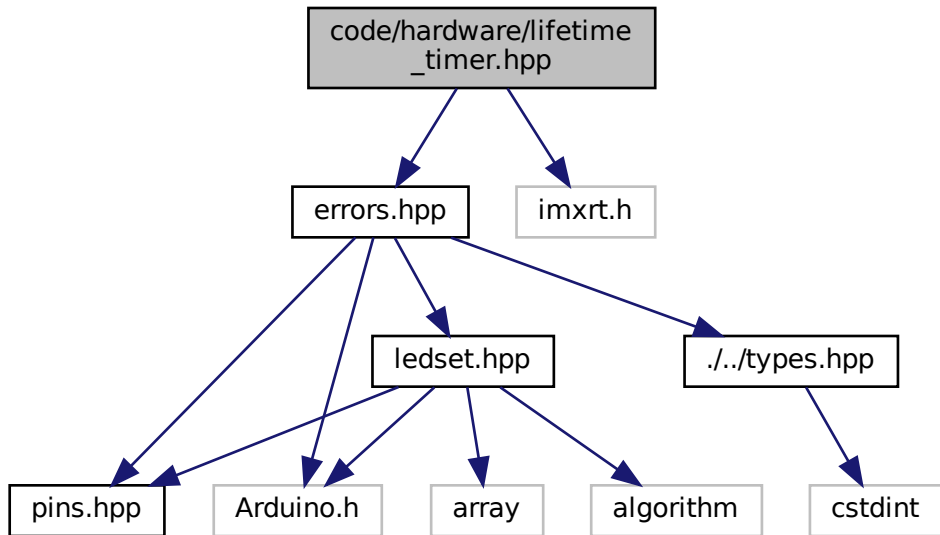 code/hardware/lifetime
_timer.hpp
errors.hpp
imxrt.h
ledset.hpp
./../types.hpp
pins.hpp
Arduino.h
array
algorithm
cstdint